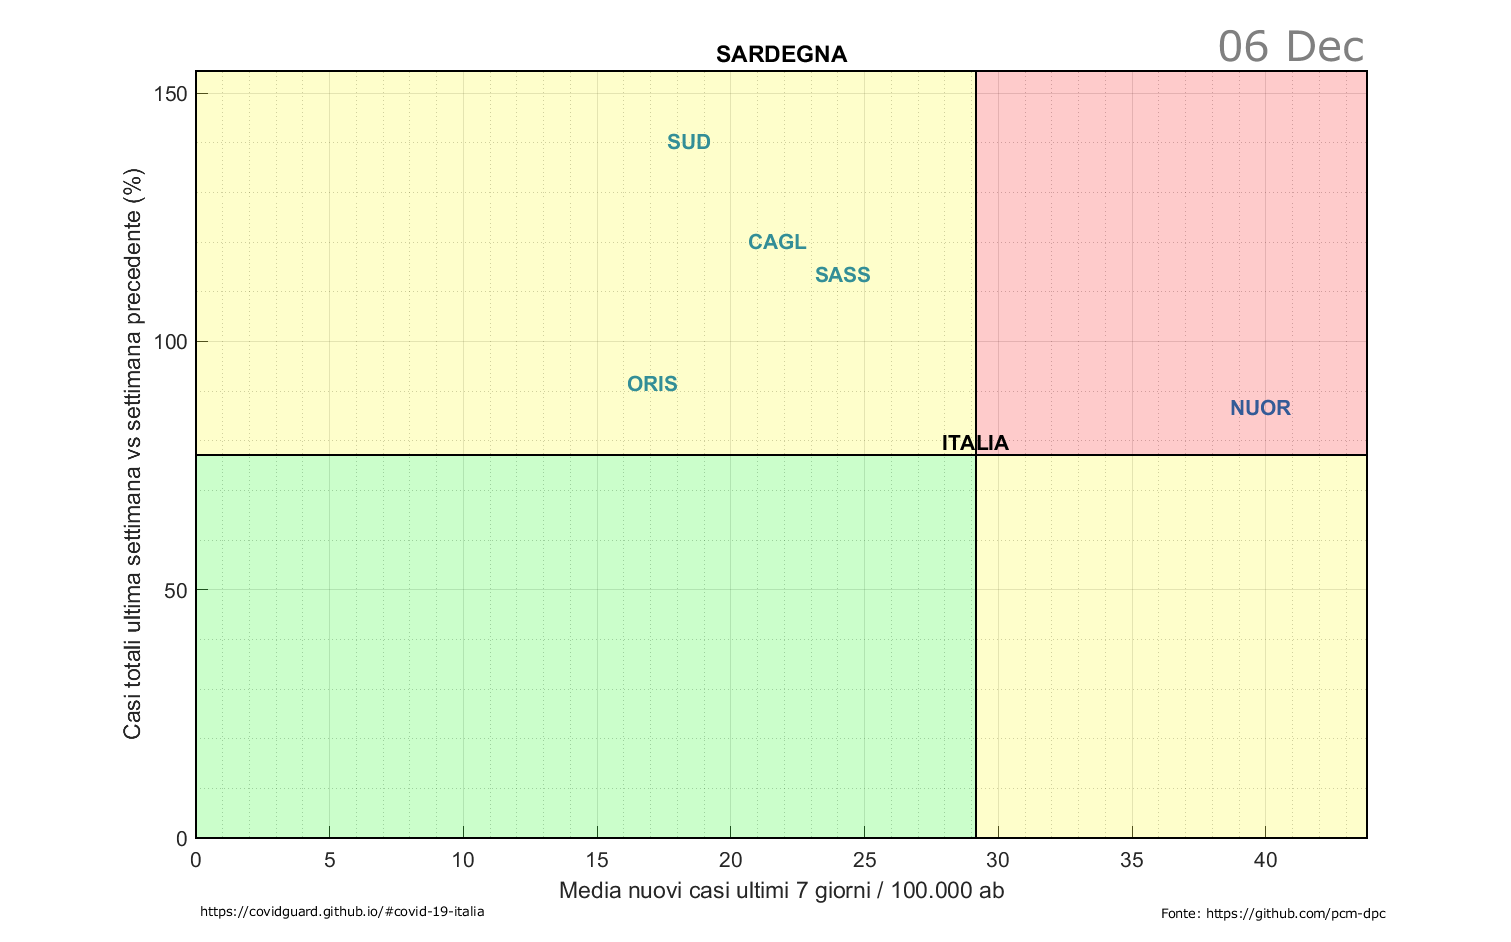 SARDEGNA
06 Dec
Casi totali ultima settimana vs settimana precedente (%)
150
100
50
0
SUD
CAGL
SASS
ORIS
NUOR
ITALIA
0 5 10 15 20 25 30 35 40
Media nuovi casi ultimi 7 giorni / 100.000 ab
https://covidguard.github.io/#covid-19-italia
Fonte: https://github.com/pcm-dpc